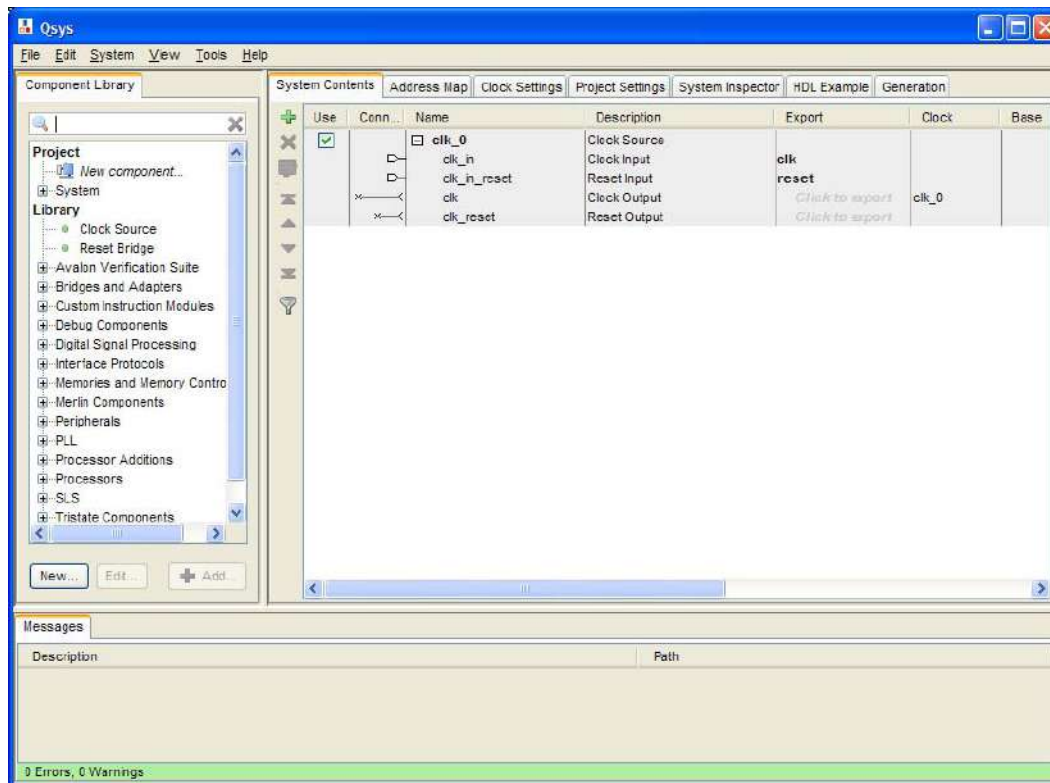 Qsys
File Edit System View Tools Help
Component Library
Project
New component...
System
Library
Clock Source
Reset Bridge
Avalon Verification Suite
Bridges and Adapters
Custom Instruction Modules
Debug Components
Digital Signal Processing
Interface Protocols
Memories and Memory Contro
Merlin Components
Peripherals
PLL
Processor Additions
Processors
SLS
Tristate Components
New... Edit... Add...
System Contents Address Map Clock Settings Project Settings System Inspector HDL Example Generation
Use Conn... Name Description Export Clock Base
clk_0 Clock Source
clk_in Clock Input clk
clk_in_reset Reset Input reset
clk Clock Output Click to export clk_0
clk_reset Reset Output Click to export
Messages
Description Path
0 Errors, 0 Warnings